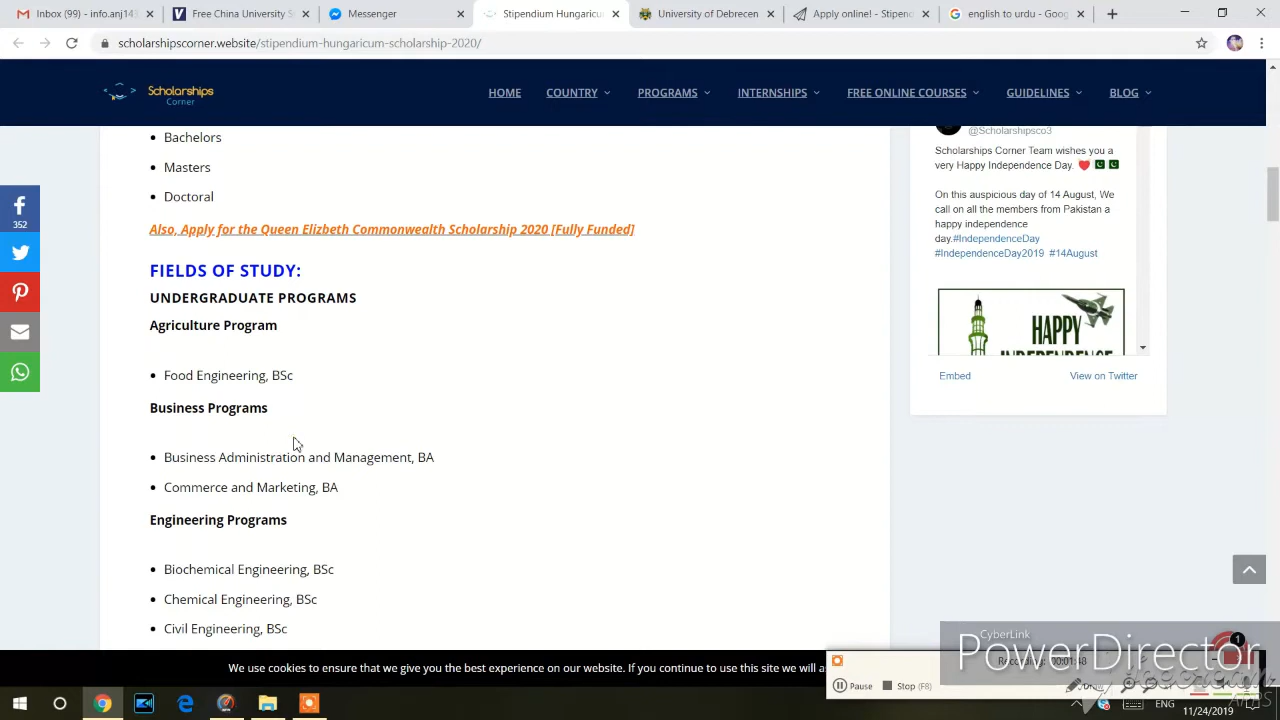 Inbox (60) - info.anj141
Free China University S
Messenger
Stipendium Hungaricu
University of Debrecen
Apply online! - Stipend
english to urdu - Goog
scholarshipscorner.website/stipendium-hungaricum-scholarship-2020/
Scholarships
Corner
HOME
COUNTRY
PROGRAMS
INTERNSHIPS
FREE ONLINE COURSES
GUIDELINES
BLOG
Bachelors
Masters
Doctoral
Also, Apply for the Queen Elizbeth Commonwealth Scholarship 2020 [Fully Funded]
FIELDS OF STUDY:
UNDERGRADUATE PROGRAMS
Agriculture Program
Food Engineering, BSc
Business Programs
Business Administration and Management, BA
Commerce and Marketing, BA
Engineering Programs
Biochemical Engineering, BSc
Chemical Engineering, BSc
Civil Engineering, BSc
352
@Scholarshipsco3
Scholarships Corner Team wishes you a
very Happy Independence Day.
On this auspicious day of 14 August, We
call on all the members from Pakistan a
happy independence
day.#IndependenceDay
#IndependenceDay2019 #14August
HAPPY
INDEPENDENCE
Embed
View on Twitter
We use cookies to ensure that we give you the best experience on our website. If you continue to use this site we will a
CyberLink
PowerDirector
1
Pause
Stop (F8)
ENG
11/24/2019